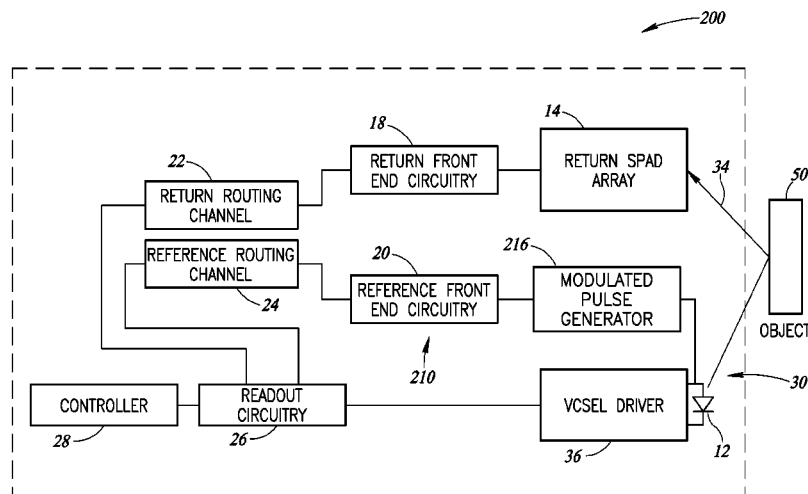 200
14
18
22
RETURN FRONT
END CIRCUITRY
RETURN SPAD
ARRAY
34
50
RETURN ROUTING
CHANNEL
REFERENCE ROUTING
CHANNEL
24
20
216
REFERENCE FRONT
END CIRCUITRY
MODULATED
PULSE
GENERATOR
OBJECT
210
30
CONTROLLER
28
READOUT
CIRCUITRY
26
VCSEL DRIVER
36
12